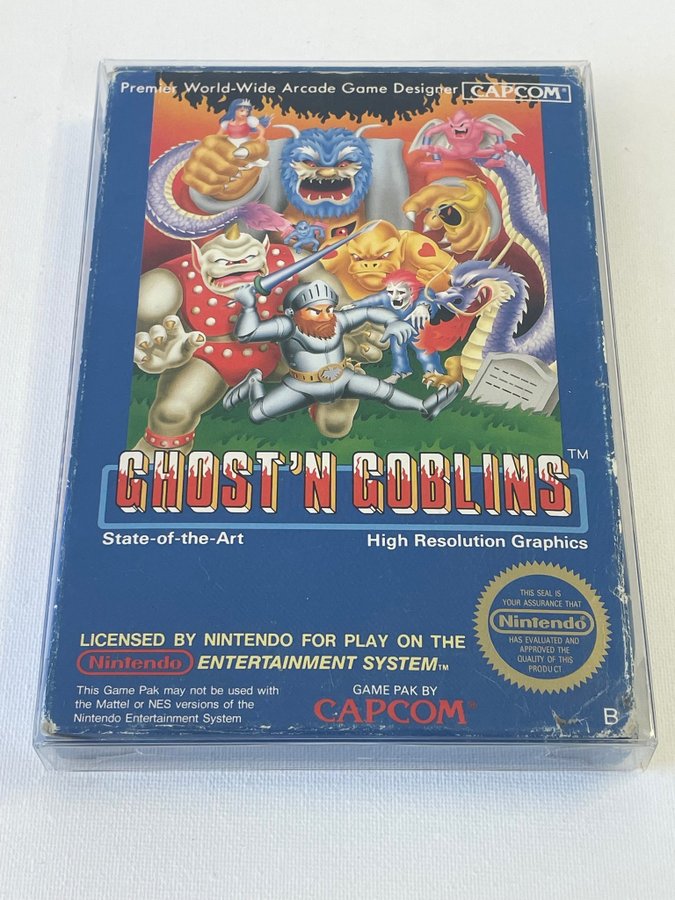 Premier World-Wide Arcade Game Designer CAPCOM®
GHOST'N GOBLINS™
State-of-the-Art High Resolution Graphics
THIS SEAL IS
YOUR ASSURANCE THAT
Nintendo
HAS EVALUATED AND
APPROVED THE
QUALITY OF THIS
PRODUCT
LICENSED BY NINTENDO FOR PLAY ON THE
Nintendo ENTERTAINMENT SYSTEM™
This Game Pak may not be used with
the Mattel or NES versions of the
Nintendo Entertainment System
GAME PAK BY
CAPCOM®
B